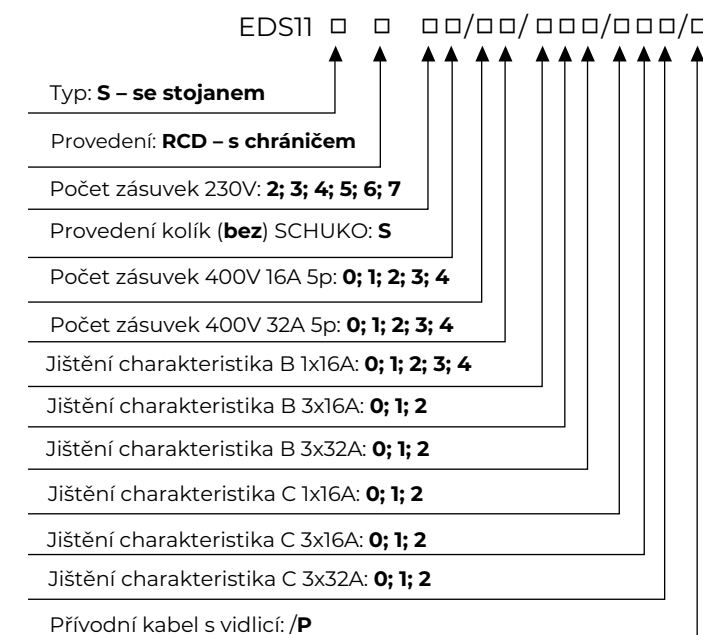 EDS11 □ □ □□/□□/□□□/□□□/□
Typ: S – se stojanem
Provedení: RCD – s chráničem
Počet zásuvek 230V: 2; 3; 4; 5; 6; 7
Provedení kolík (bez) SCHUKO: S
Počet zásuvek 400V 16A 5p: 0; 1; 2; 3; 4
Počet zásuvek 400V 32A 5p: 0; 1; 2; 3; 4
Jištění charakteristika B 1x16A: 0; 1; 2; 3; 4
Jištění charakteristika B 3x16A: 0; 1; 2
Jištění charakteristika B 3x32A: 0; 1; 2
Jištění charakteristika C 1x16A: 0; 1; 2
Jištění charakteristika C 3x16A: 0; 1; 2
Jištění charakteristika C 3x32A: 0; 1; 2
Přívodní kabel s vidlicí: /P